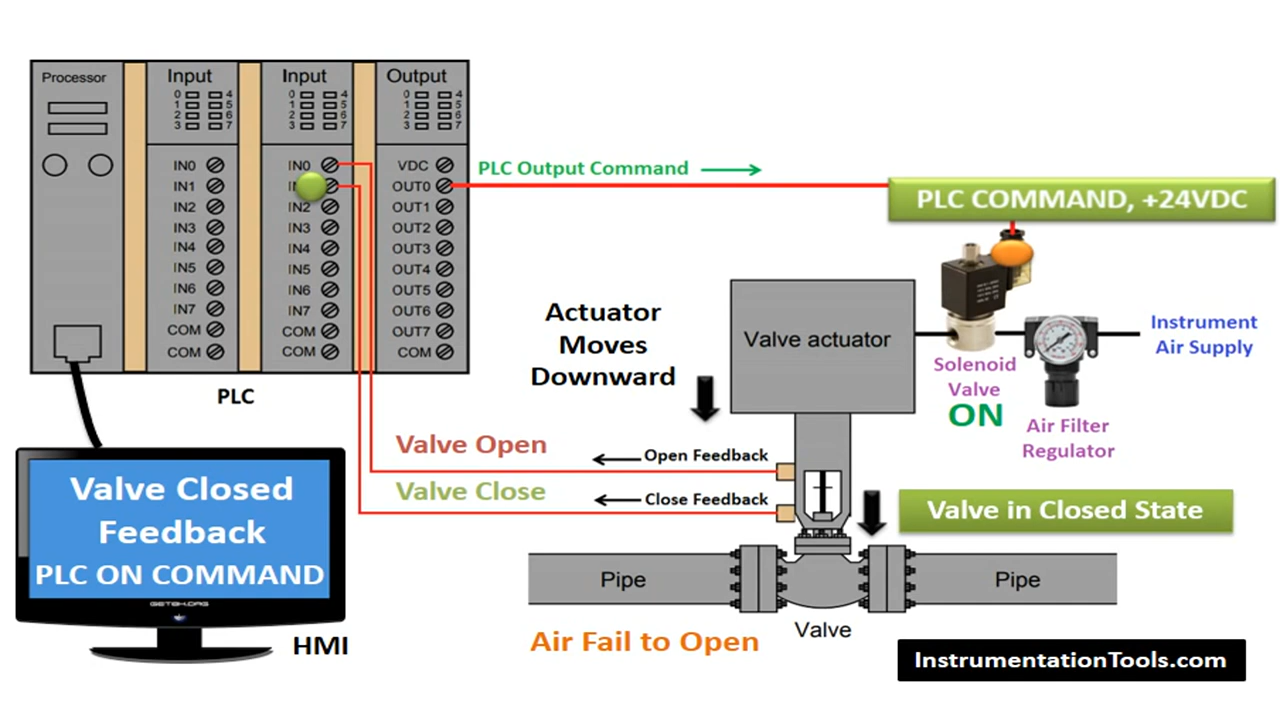 Processor
Input
Input
Output
0 4
1 5
2 6
3 7
0 4
1 5
2 6
3 7
0 4
1 5
2 6
3 7
IN0
IN1
IN2
IN3
IN4
IN5
IN6
IN7
COM
COM
IN0
IN2
IN3
IN4
IN5
IN6
IN7
COM
COM
VDC
OUT0
OUT1
OUT2
OUT3
OUT4
OUT5
OUT6
OUT7
COM
PLC
PLC Output Command
PLC COMMAND, +24VDC
Actuator
Moves
Downward
Valve actuator
Instrument
Air Supply
Solenoid
Valve
ON
Air Filter
Regulator
Valve Open
Open Feedback
Valve Close
Close Feedback
Valve in Closed State
Valve Closed
Feedback
PLC ON COMMAND
GETEK.ORG
HMI
Pipe
Pipe
Valve
Air Fail to Open
InstrumentationTools.com